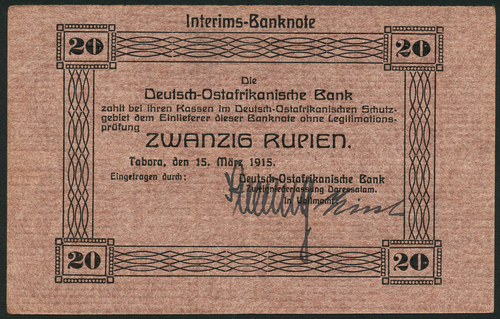 Interims-Banknote
20 20
Die
Deutsch-Ostafrikanische Bank
zahlt bei ihren Kassen im Deutsch-Ostafrikanischen Schutz-
gebiet dem Einlieferer dieser Banknote ohne Legitimations-
prüfung
ZWANZIG RUPIEN.
Tabora, den 15. März 1915.
Eingetragen durch: Deutsch-Ostafrikanische Bank
Zweigniederlassung Daressalam.
In Vollmacht
20 20